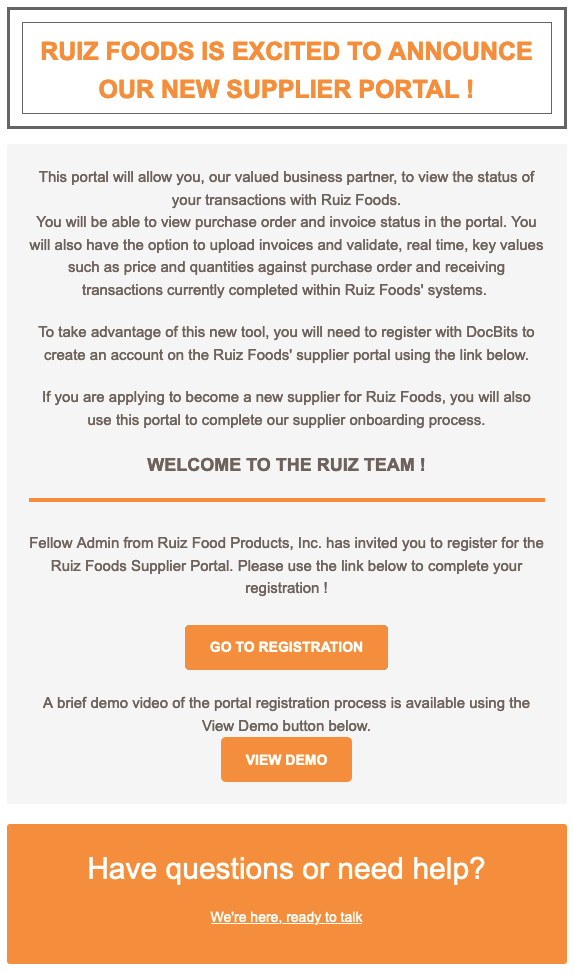 RUIZ FOODS IS EXCITED TO ANNOUNCE
OUR NEW SUPPLIER PORTAL !
This portal will allow you, our valued business partner, to view the status of
your transactions with Ruiz Foods.
You will be able to view purchase order and invoice status in the portal. You
will also have the option to upload invoices and validate, real time, key values
such as price and quantities against purchase order and receiving
transactions currently completed within Ruiz Foods' systems.
To take advantage of this new tool, you will need to register with DocBits to
create an account on the Ruiz Foods' supplier portal using the link below.
If you are applying to become a new supplier for Ruiz Foods, you will also
use this portal to complete our supplier onboarding process.
WELCOME TO THE RUIZ TEAM !
Fellow Admin from Ruiz Food Products, Inc. has invited you to register for the
Ruiz Foods Supplier Portal. Please use the link below to complete your
registration !
GO TO REGISTRATION
A brief demo video of the portal registration process is available using the
View Demo button below.
VIEW DEMO
Have questions or need help?
We're here, ready to talk